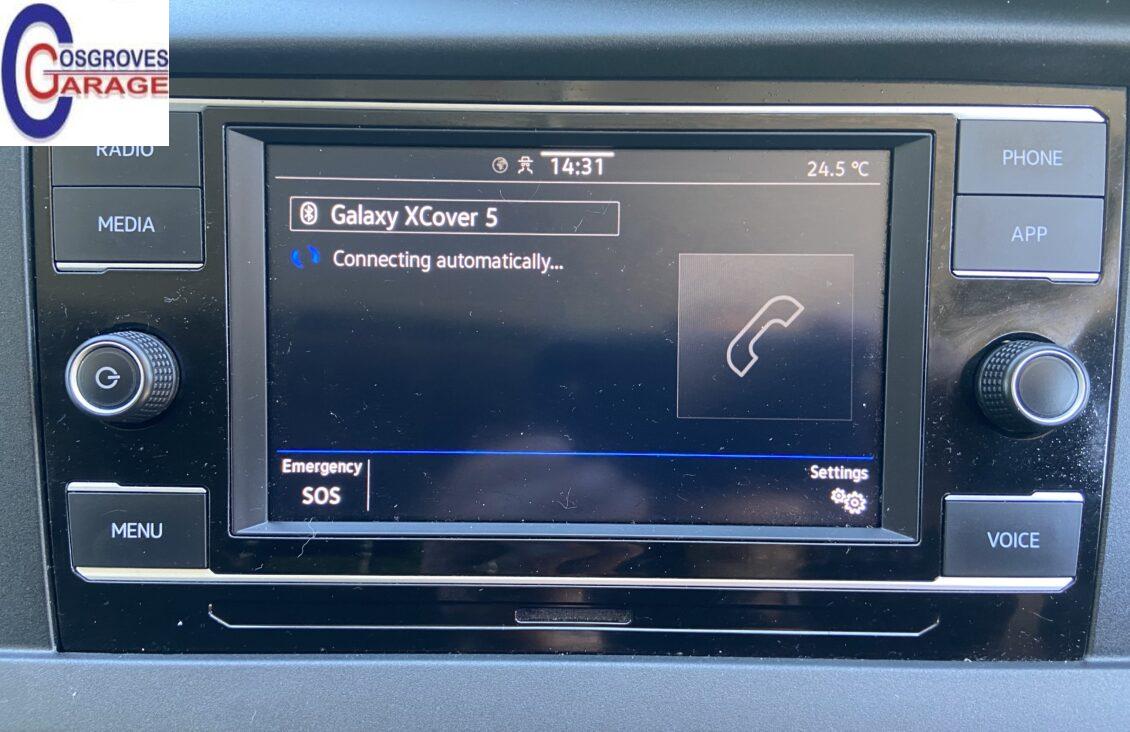 COSGROVES
GARAGE
RADIO
MEDIA
MENU
14:31
24.5 °C
Galaxy XCover 5
Connecting automatically...
Emergency
SOS
Settings
PHONE
APP
VOICE